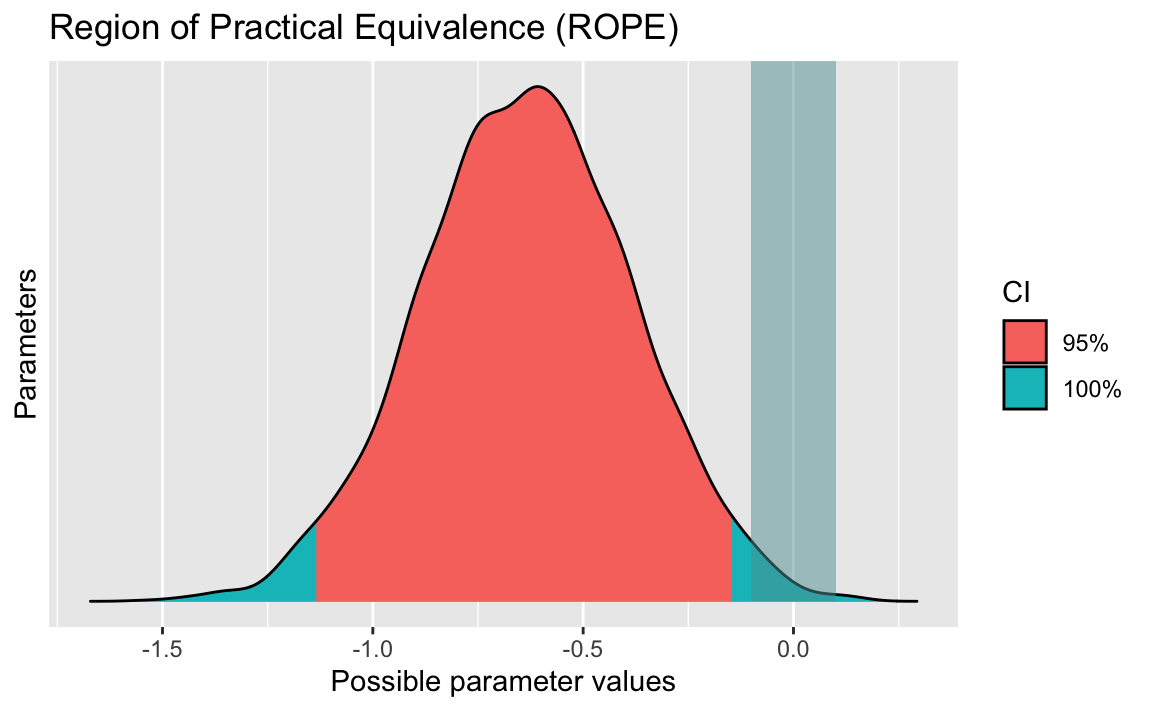 Region of Practical Equivalence (ROPE)
Parameters
-1.5
-1.0
-0.5
0.0
Possible parameter values
CI
95%
100%